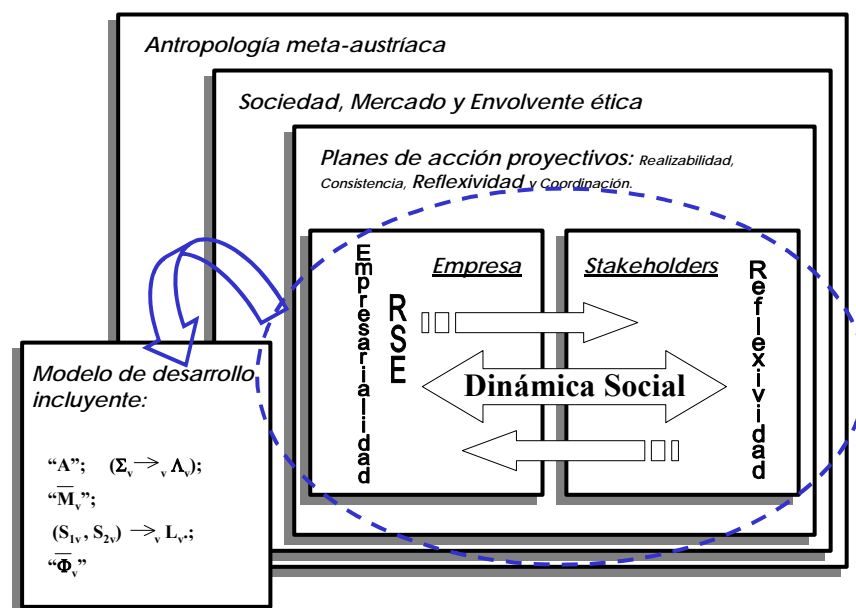 Antropología meta-austríaca
Sociedad, Mercado y Envolvente ética
Planes de acción proyectivos: Realizabilidad,
Consistencia, Reflexividad y Coordinación.
Empresarialidad
RSE
Empresa
Stakeholders
Reflexividad
Dinámica Social
Modelo de desarrollo
incluyente:
“A”; (Σᵥ →ᵥ Λᵥ);
“M̅ᵥ”;
(S₁ᵥ, S₂ᵥ) →ᵥ Lᵥ*;
“Φ̅ᵥ”